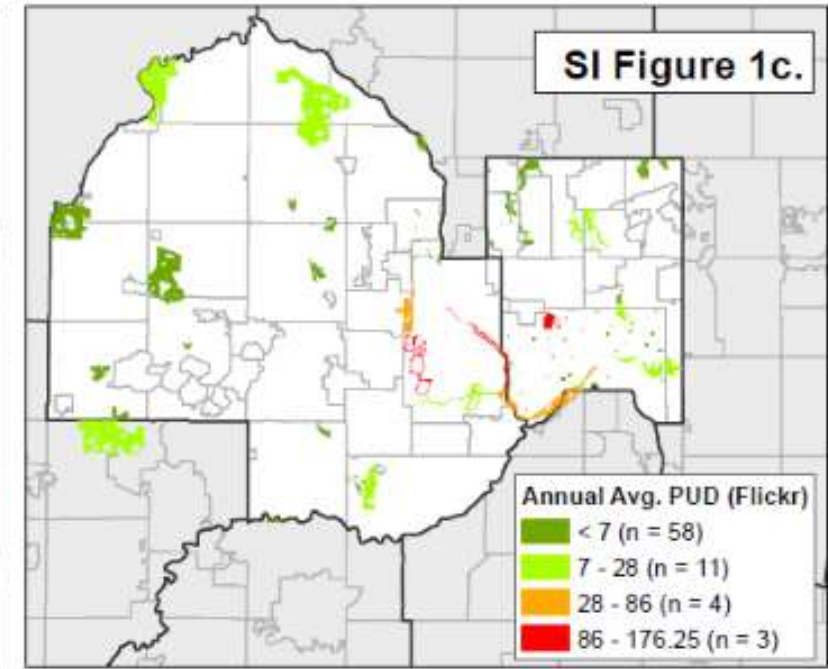 SI Figure 1c.
Annual Avg. PUD (Flickr)
< 7 (n = 58)
7 - 28 (n = 11)
28 - 86 (n = 4)
86 - 176.25 (n = 3)